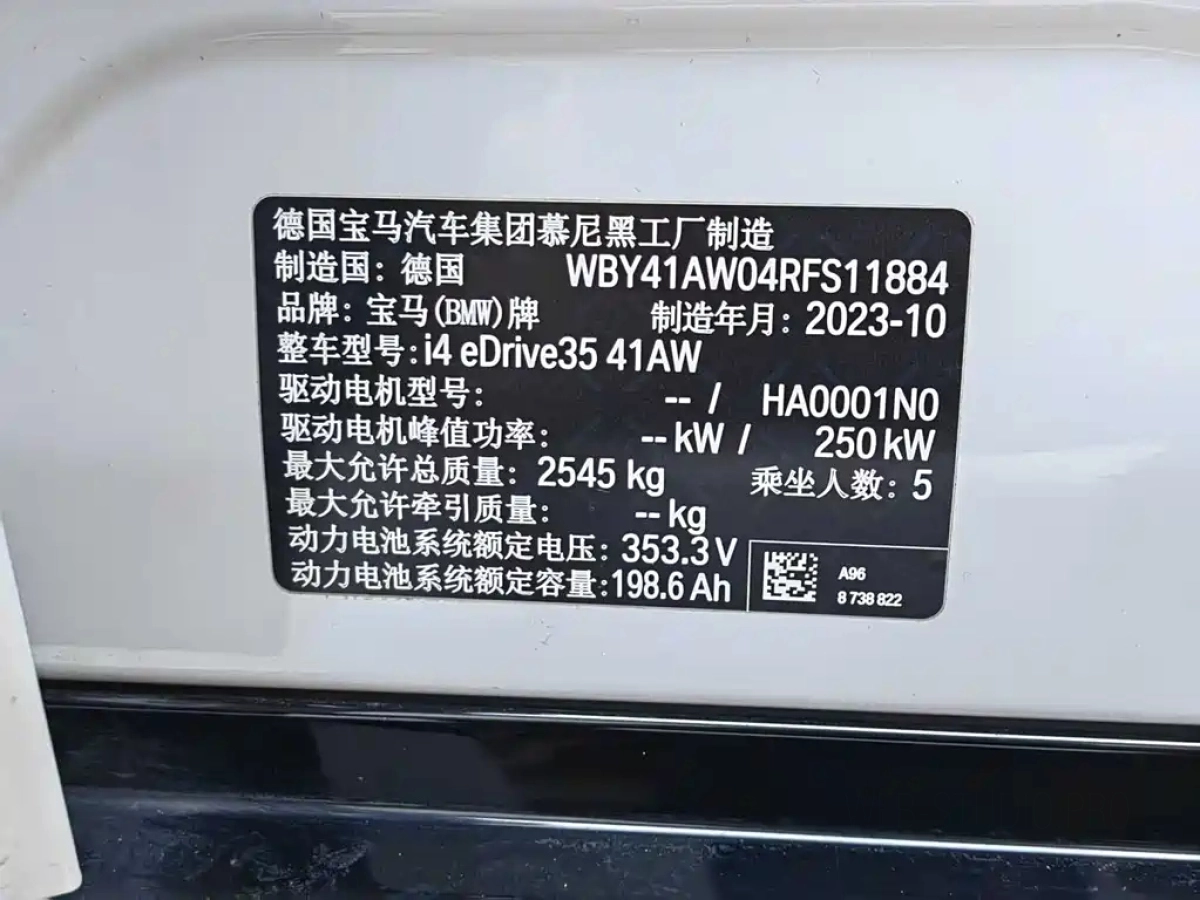 德国宝马汽车集团慕尼黑工厂制造
制造国：德国 WBY41AW04RFS11884
品牌：宝马(BMW)牌 制造年月：2023-10
整车型号：i4 eDrive35 41AW
驱动电机型号： -- / HA0001N0
驱动电机峰值功率： --kW / 250 kW
最大允许总质量：2545 kg 乘坐人数：5
最大允许牵引质量： --kg
动力电池系统额定电压：353.3 V
动力电池系统额定容量：198.6 Ah
A96
8 738 822